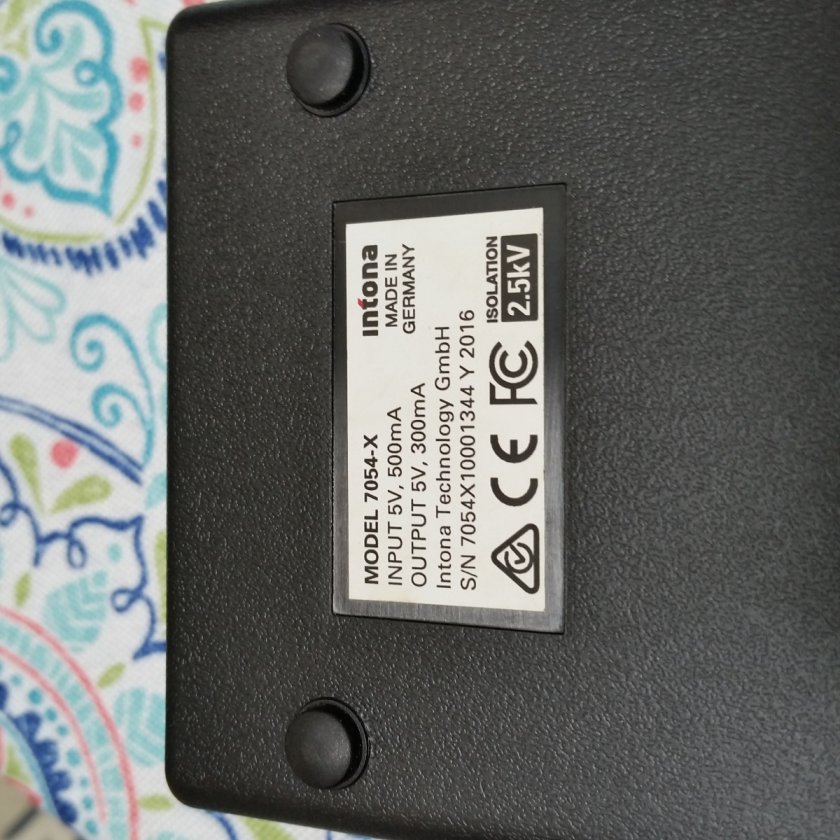 MODEL 7054-X
INPUT 5V, 500mA
OUTPUT 5V, 300mA
Intona Technology GmbH
S/N 7054X10001344 Y 2016
intona
MADE IN
GERMANY
CE FC
ISOLATION
2.5kV